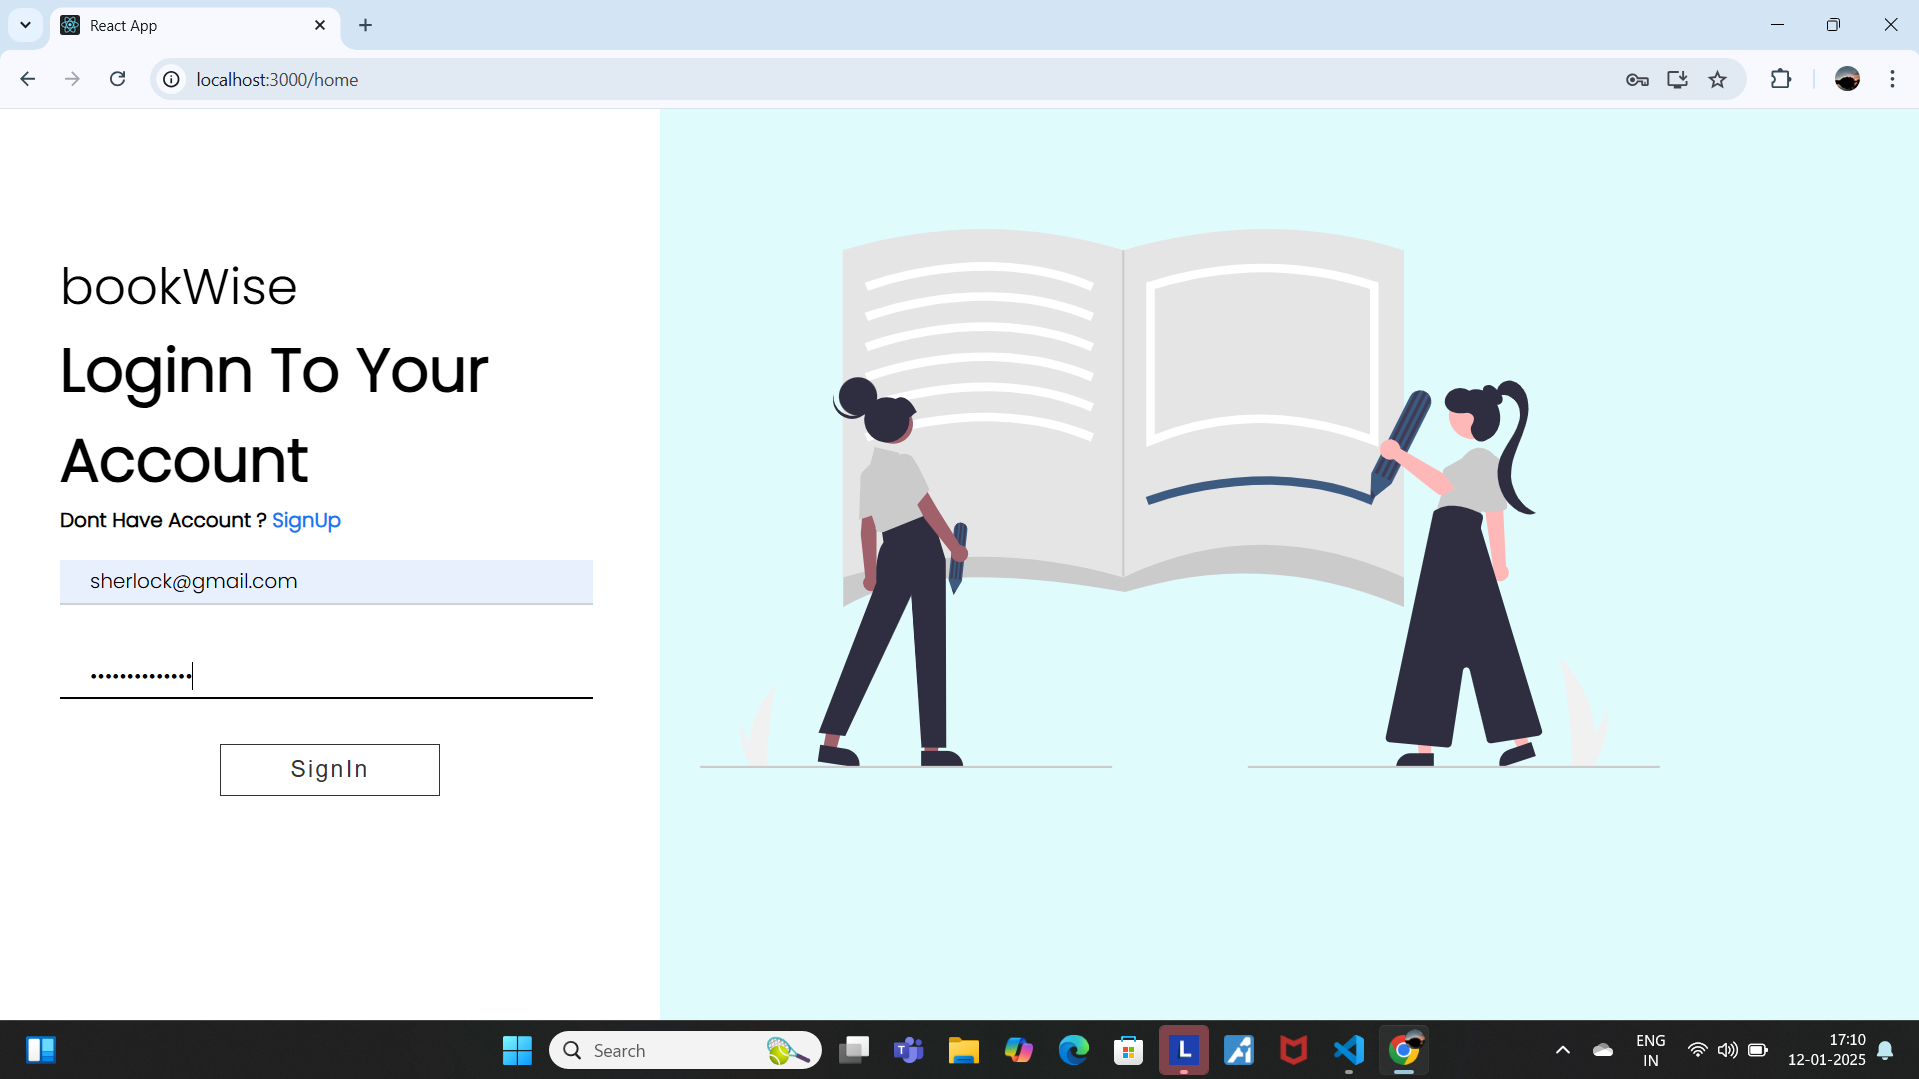 React App
localhost:3000/home
bookWise
Loginn To Your
Account
Dont Have Account ? SignUp
sherlock@gmail.com
••••••••••••••
SignIn
Search
T
L
ENG
IN
17:10
12-01-2025